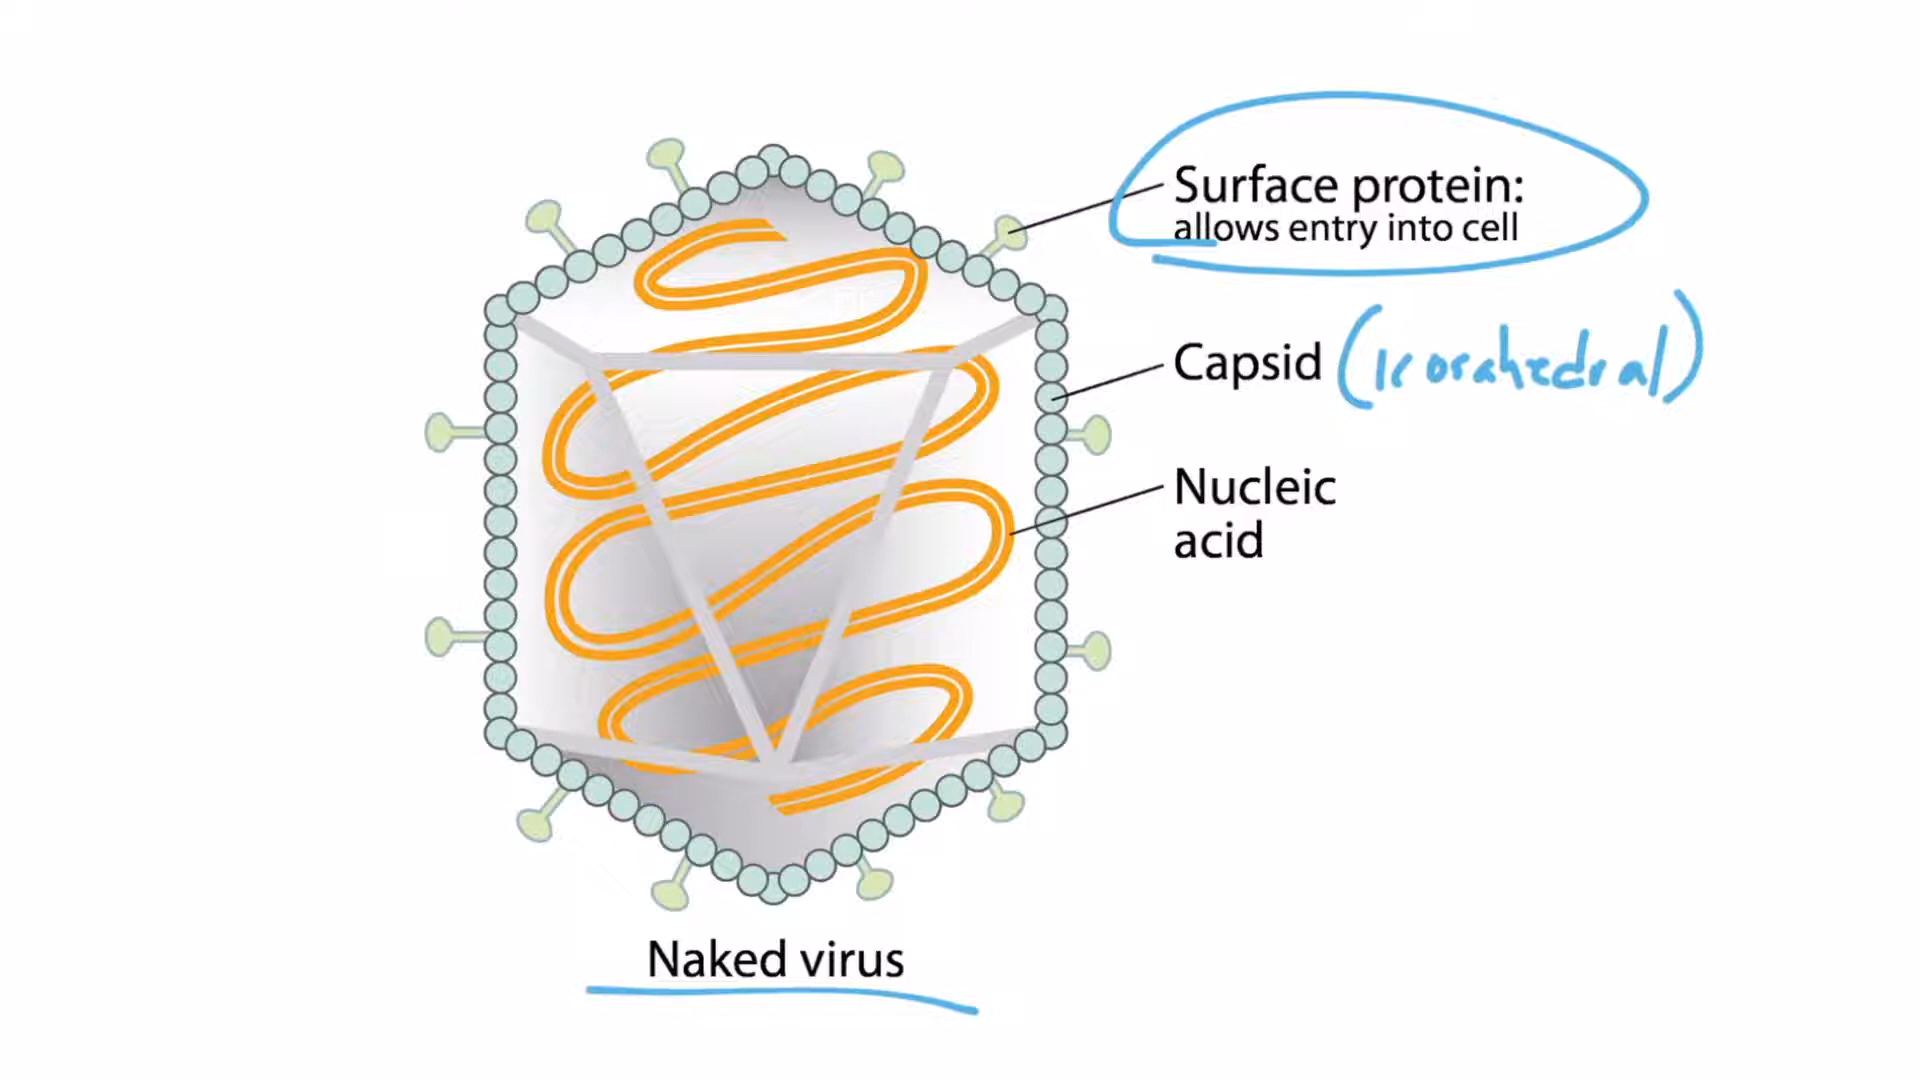 Surface protein:
allows entry into cell
Capsid (icosahedral)
Nucleic
acid
Naked virus